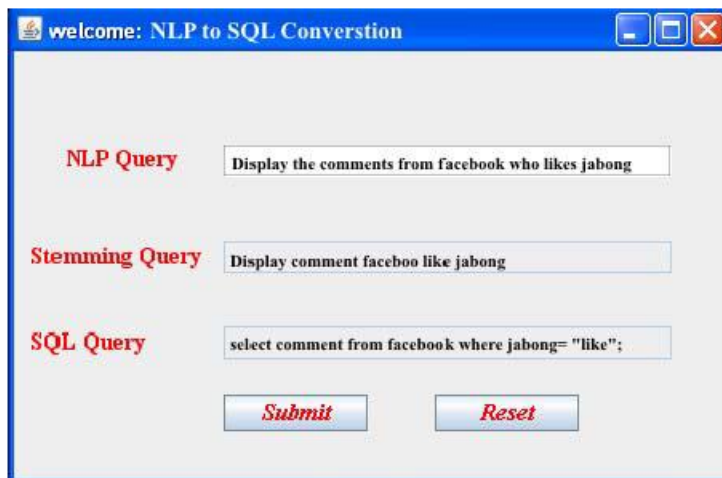 welcome: NLP to SQL Converstion
NLP Query Display the comments from facebook who likes jabong
Stemming Query Display comment faceboo like jabong
SQL Query select comment from facebook where jabong= "like";
Submit Reset